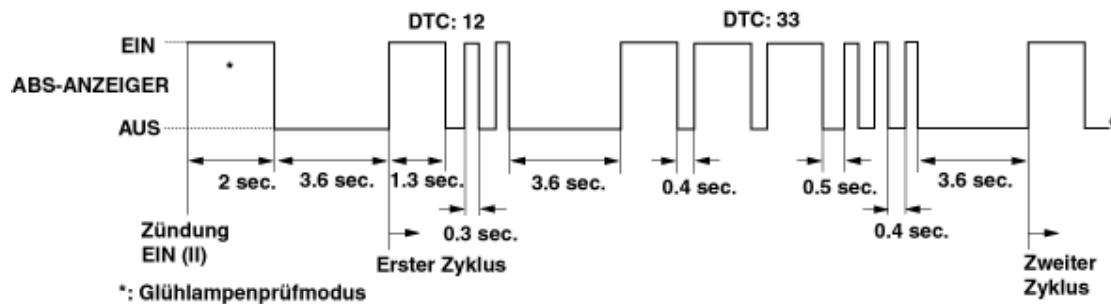 DTC: 12
DTC: 33
EIN
*
ABS-ANZEIGER
AUS
2 sec.
3.6 sec.
1.3 sec.
3.6 sec.
0.4 sec.
0.5 sec.
3.6 sec.
0.3 sec.
0.4 sec.
Zündung
EIN (II)
Erster Zyklus
Zweiter
Zyklus
*: Glühlampenprüfmodus